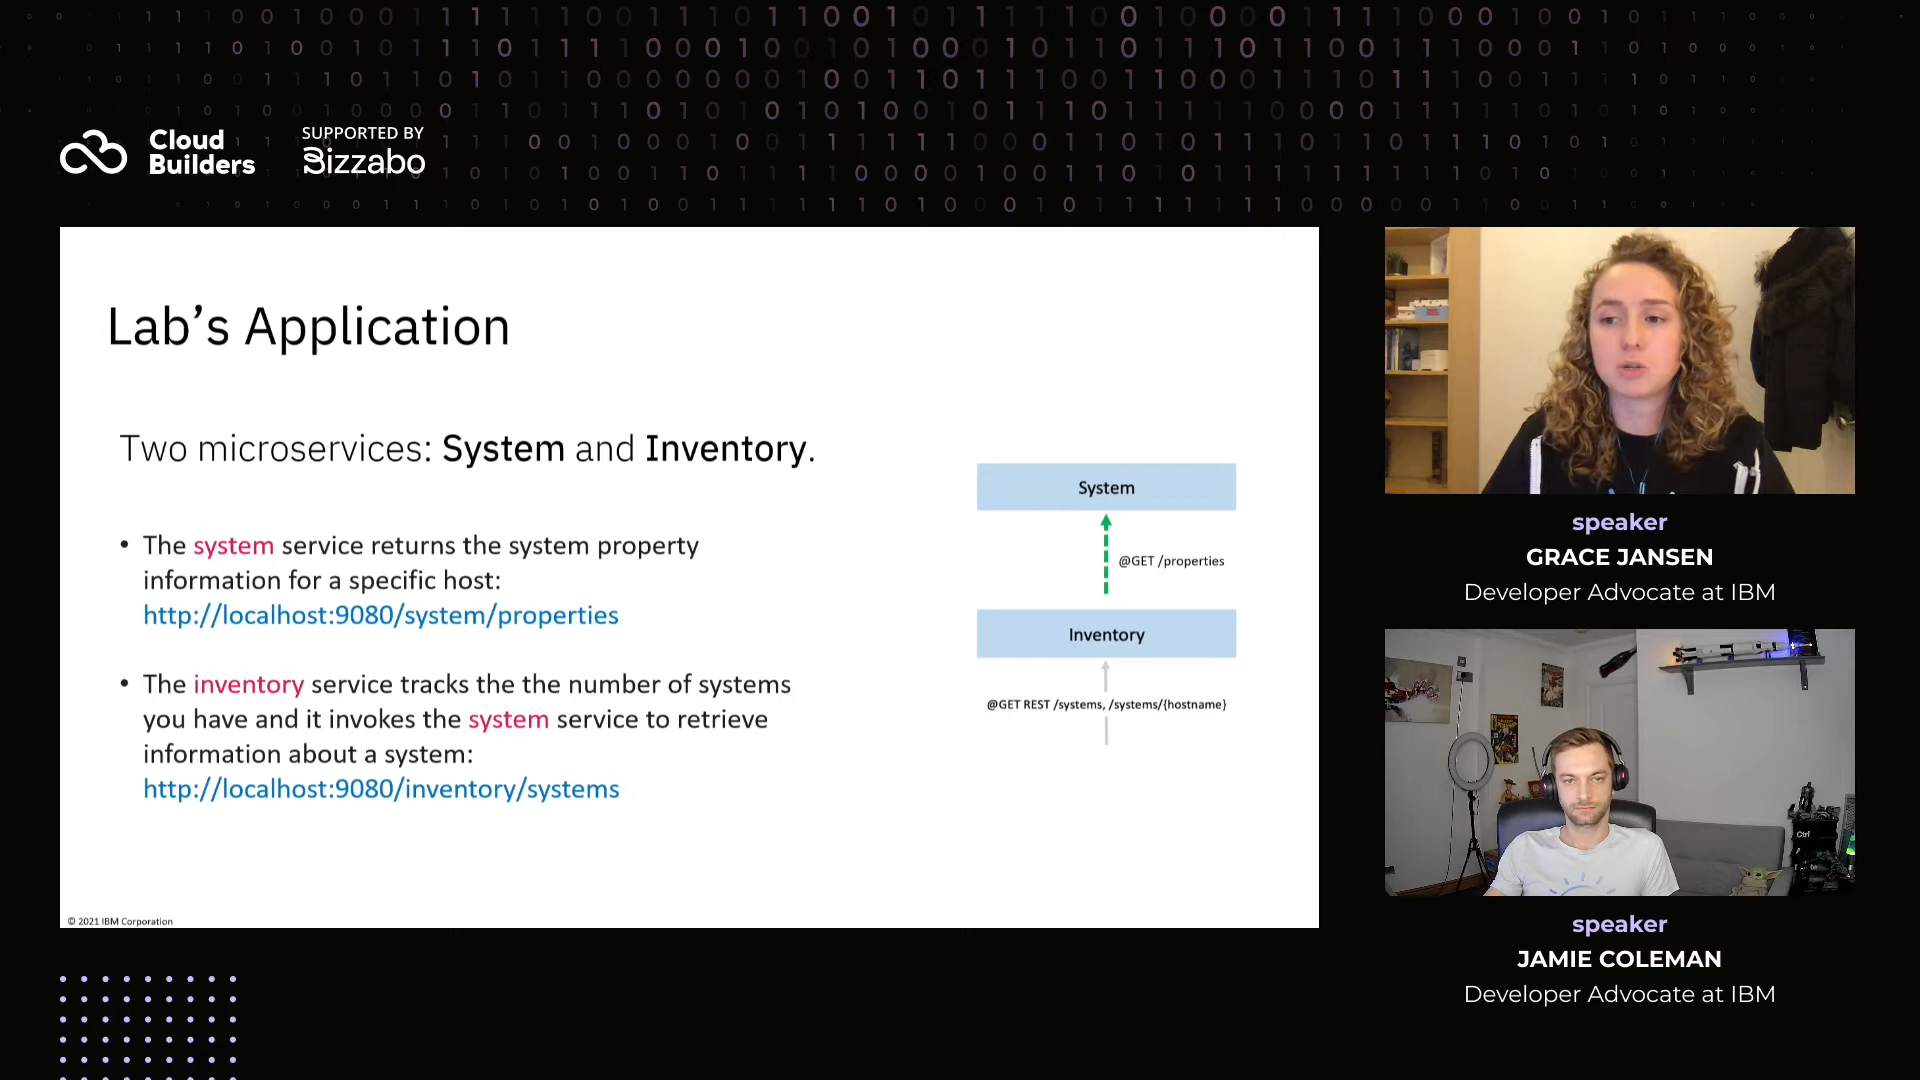 Cloud
Builders
SUPPORTED BY
Bizzabo
Lab’s Application
Two microservices: System and Inventory.
• The system service returns the system property
information for a specific host:
http://localhost:9080/system/properties
• The inventory service tracks the the number of systems
you have and it invokes the system service to retrieve
information about a system:
http://localhost:9080/inventory/systems
System
@GET /properties
Inventory
@GET REST /systems, /systems/{hostname}
© 2021 IBM Corporation
speaker
GRACE JANSEN
Developer Advocate at IBM
Ctrl
speaker
JAMIE COLEMAN
Developer Advocate at IBM